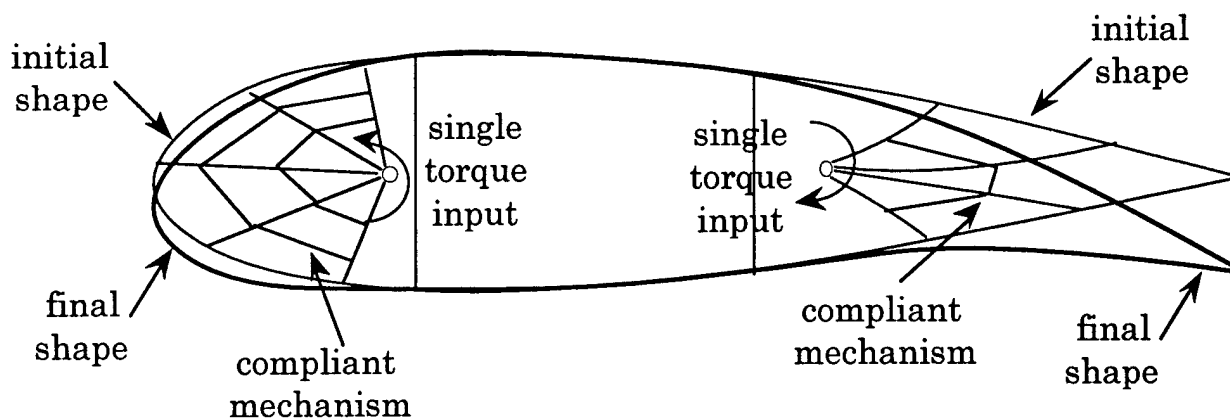 initial
shape
single
torque
input
final
shape
compliant
mechanism
single
torque
input
initial
shape
compliant
mechanism
final
shape